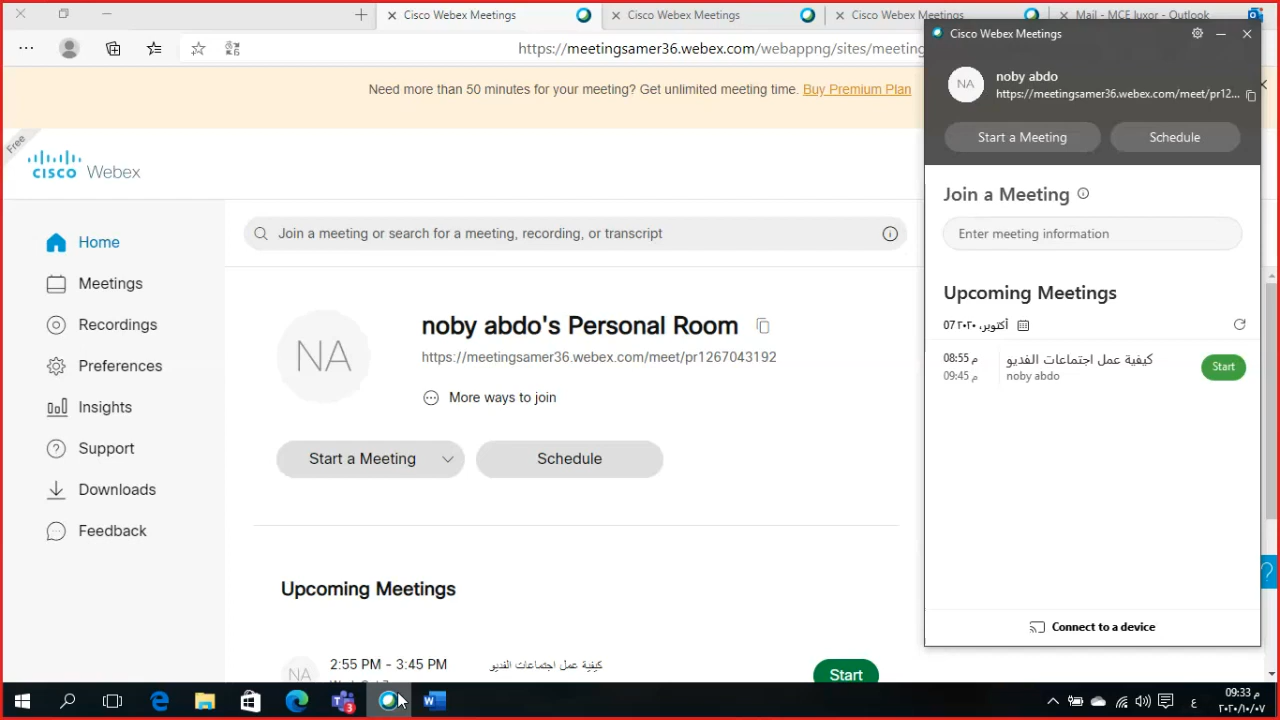 Cisco Webex Meetings
Cisco Webex Meetings
Cisco Webex Meetings
Mail - MCE luxor - Outlook
https://meetingsamer36.webex.com/webappng/sites/meeting
Need more than 50 minutes for your meeting? Get unlimited meeting time. Buy Premium Plan
Free
cisco Webex
Home
Meetings
Recordings
Preferences
Insights
Support
Downloads
Feedback
Join a meeting or search for a meeting, recording, or transcript
NA
noby abdo's Personal Room
https://meetingsamer36.webex.com/meet/pr1267043192
More ways to join
Start a Meeting
Schedule
Upcoming Meetings
NA
2:55 PM - 3:45 PM
كيفية عمل اجتماعات الفديو
Start
Cisco Webex Meetings
NA
noby abdo
https://meetingsamer36.webex.com/meet/pr12...
Start a Meeting
Schedule
Join a Meeting
Enter meeting information
Upcoming Meetings
07 أكتوبر، ٢٠٢٠
08:55 م
كيفية عمل اجتماعات الفديو
09:45 م
noby abdo
Start
Connect to a device
?
3
ع
09:33 م
٢٠٢٠/١٠/٠٧